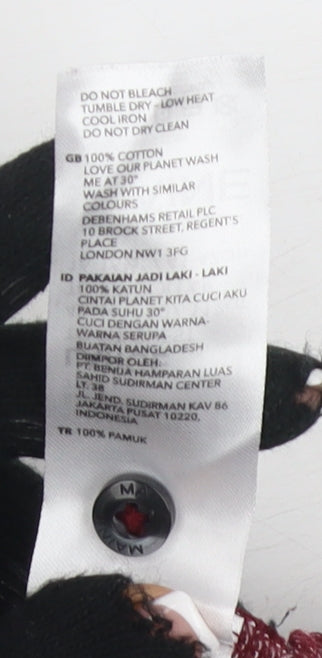 DO NOT BLEACH
TUMBLE DRY - LOW HEAT
COOL IRON
DO NOT DRY CLEAN
GB 100% COTTON
LOVE OUR PLANET WASH
ME AT 30°
WASH WITH SIMILAR
COLOURS
DEBENHAMS RETAIL PLC
10 BROCK STREET, REGENT'S
PLACE
LONDON NW1 3FG
ID PAKAIAN JADI LAKI - LAKI
100% KATUN
CINTAI PLANET KITA CUCI AKU
PADA SUHU 30°
CUCI DENGAN WARNA-
WARNA SERUPA
BUATAN BANGLADESH
DIIMPOR OLEH:
PT. BENUA HAMPARAN LUAS
SAHID SUDIRMAN CENTER
LT. 38
JL. JEND. SUDIRMAN KAV 86
JAKARTA PUSAT 10220,
INDONESIA
TR 100% PAMUK